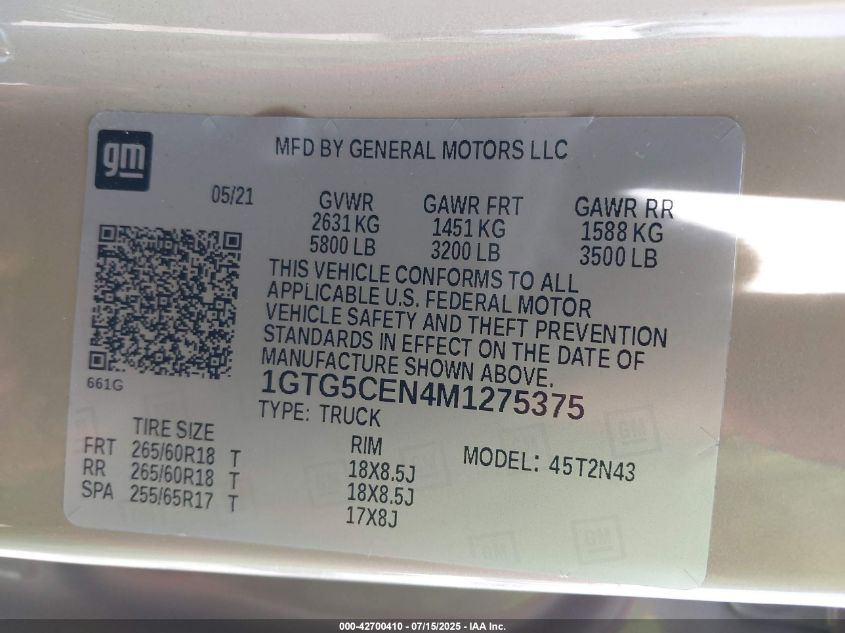 gm
MFD BY GENERAL MOTORS LLC
05/21
GVWR GAWR FRT GAWR RR
2631 KG 1451 KG 1588 KG
5800 LB 3200 LB 3500 LB
THIS VEHICLE CONFORMS TO ALL
APPLICABLE U.S. FEDERAL MOTOR
VEHICLE SAFETY AND THEFT PREVENTION
STANDARDS IN EFFECT ON THE DATE OF
MANUFACTURE SHOWN ABOVE.
661G
1GTG5CEN4M1275375
TYPE: TRUCK
TIRE SIZE RIM MODEL: 45T2N43
FRT 265/60R18 T 18X8.5J
RR 265/60R18 T 18X8.5J
SPA 255/65R17 T 17X8J
GM GM
GM GM
000-42700410 - 07/15/2025 - IAA Inc.